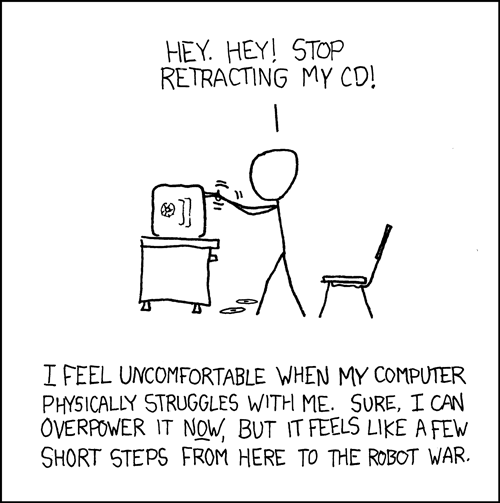 HEY. HEY! STOP
RETRACTING MY CD!
I FEEL UNCOMFORTABLE WHEN MY COMPUTER
PHYSICALLY STRUGGLES WITH ME. SURE, I CAN
OVERPOWER IT NOW, BUT IT FEELS LIKE A FEW
SHORT STEPS FROM HERE TO THE ROBOT WAR.